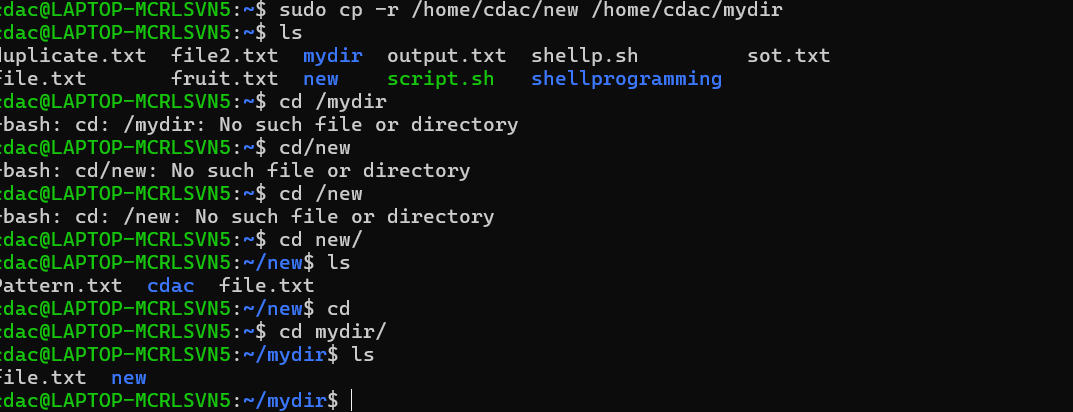 cdac@LAPTOP-MCRLSVN5:~$ sudo cp -r /home/cdac/new /home/cdac/mydir
cdac@LAPTOP-MCRLSVN5:~$ ls
duplicate.txt  file2.txt  mydir  output.txt  shellp.sh         sot.txt
file.txt       fruit.txt  new    script.sh   shellprogramming
cdac@LAPTOP-MCRLSVN5:~$ cd /mydir
-bash: cd: /mydir: No such file or directory
cdac@LAPTOP-MCRLSVN5:~$ cd/new
-bash: cd/new: No such file or directory
cdac@LAPTOP-MCRLSVN5:~$ cd /new
-bash: cd: /new: No such file or directory
cdac@LAPTOP-MCRLSVN5:~$ cd new/
cdac@LAPTOP-MCRLSVN5:~/new$ ls
Pattern.txt  cdac  file.txt
cdac@LAPTOP-MCRLSVN5:~/new$ cd
cdac@LAPTOP-MCRLSVN5:~$ cd mydir/
cdac@LAPTOP-MCRLSVN5:~/mydir$ ls
file.txt  new
cdac@LAPTOP-MCRLSVN5:~/mydir$